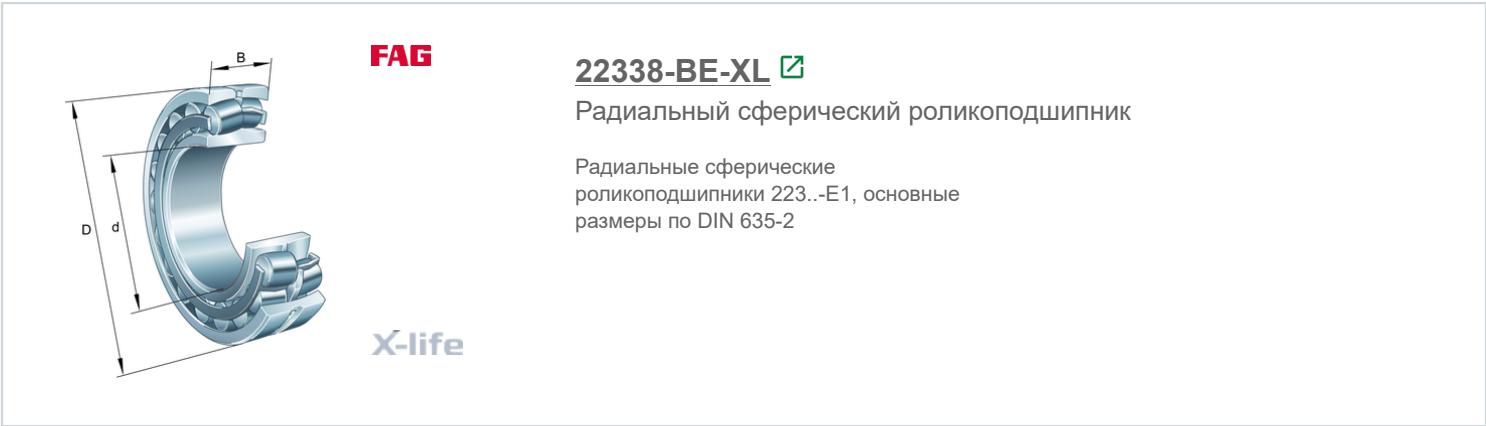 B
FAG
22338-BE-XL
Радиальный сферический роликоподшипник
D
d
Радиальные сферические
роликоподшипники 223..-E1, основные
размеры по DIN 635-2
X-life